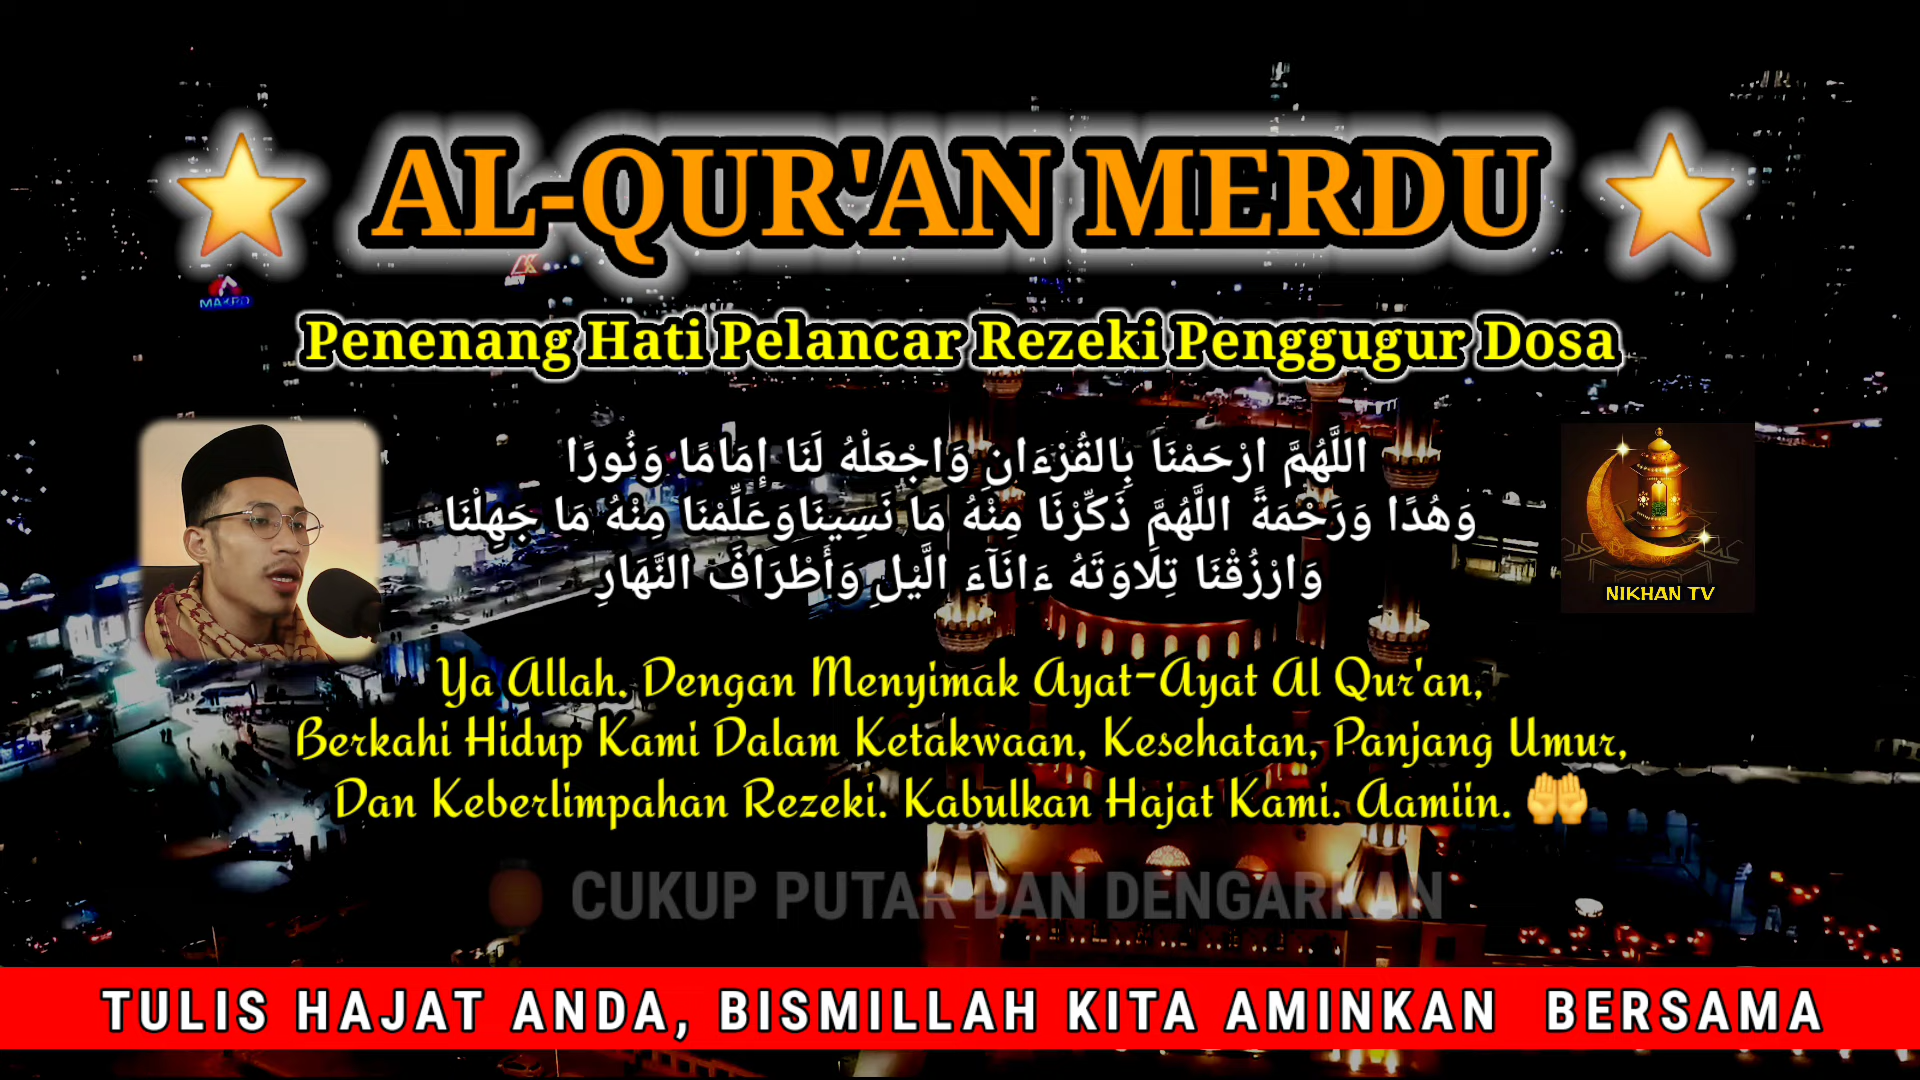 ⭐ AL-QUR'AN MERDU ⭐
MAKRO
Penenang Hati Pelancar Rezeki Penggugur Dosa
اللَّهُمَّ ارْحَمْنَا بِالقُرْءَانِ وَاجْعَلْهُ لَنَا إِمَامًا وَنُورًا
وَهُدًا وَرَحْمَةً اللَّهُمَّ ذَكِّرْنَا مِنْهُ مَا نَسِينَاوَعَلِّمْنَا مِنْهُ مَا جَهِلْنَا
وَارْزُقْنَا تِلَاوَتَهُ ءَانَآءَ الَّيْلِ وَأَطْرَافَ النَّهَارِ
NIKHAN TV
Ya Allah. Dengan Menyimak Ayat-Ayat Al Qur'an,
Berkahi Hidup Kami Dalam Ketakwaan, Kesehatan, Panjang Umur,
Dan Keberlimpahan Rezeki. Kabulkan Hajat Kami. Aamiin. 🤲
CUKUP PUTAR DAN DENGARKAN
TULIS HAJAT ANDA, BISMILLAH KITA AMINKAN BERSAMA